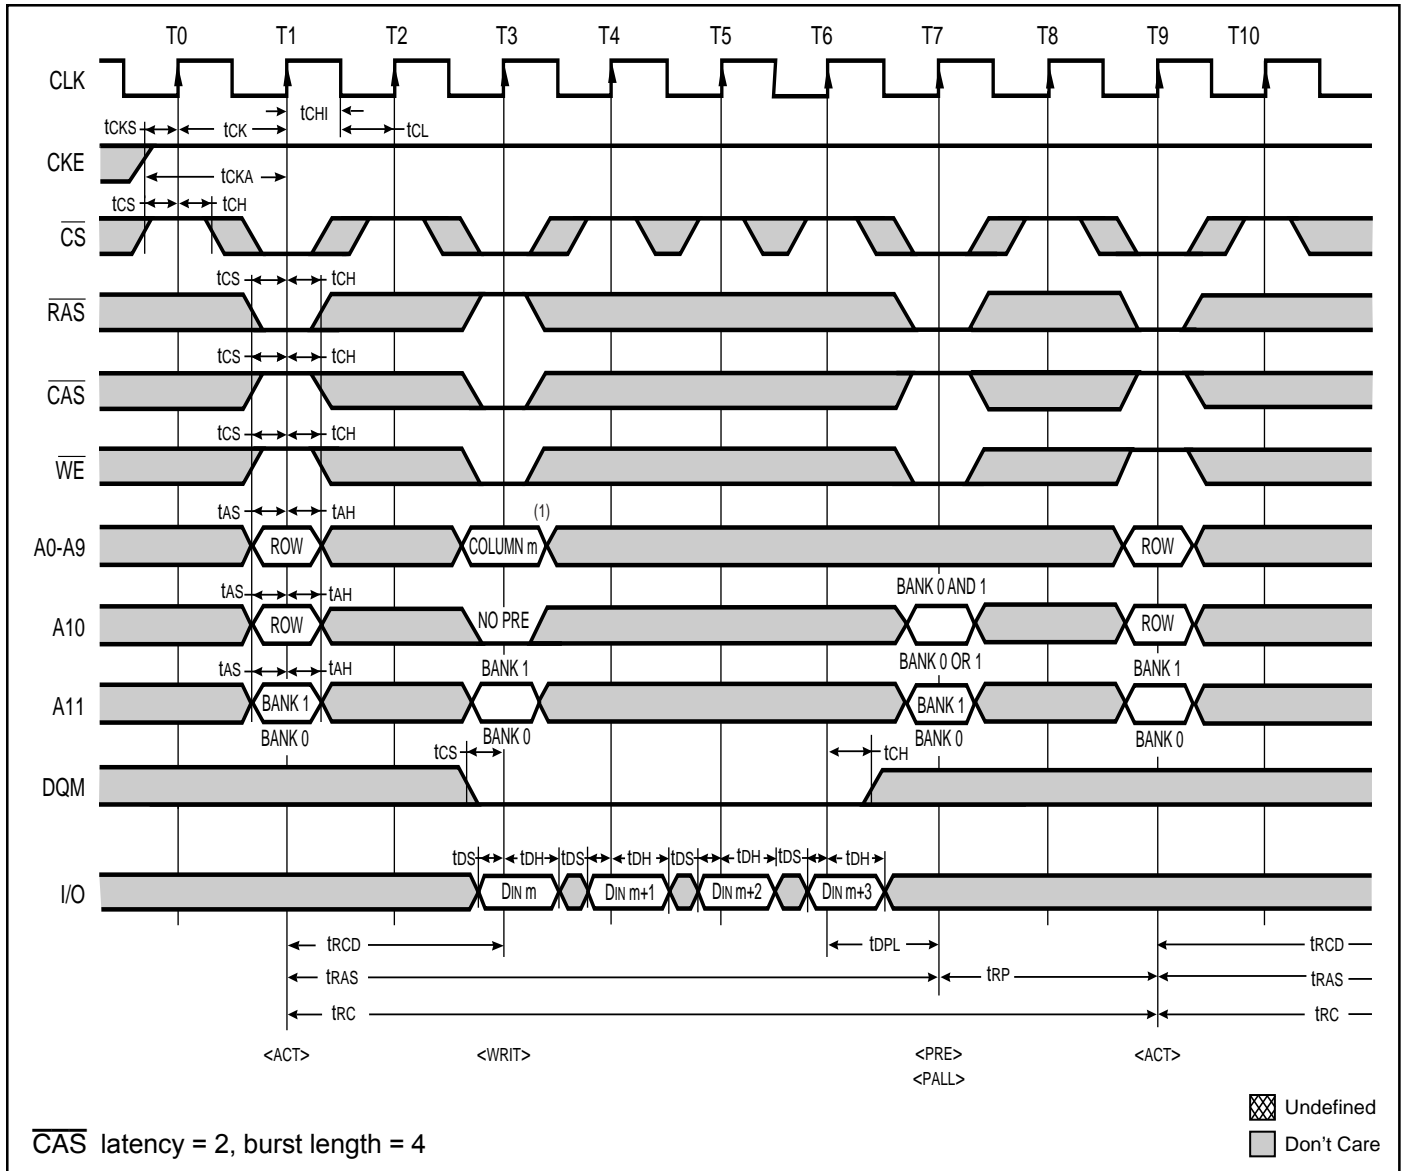 T0 T1 T2 T3 T4 T5 T6 T7 T8 T9 T10
CLK
tCHI
tCKS tCK tCL
CKE
tCKA
tCS tCH
CS
tCS tCH
RAS
tCS tCH
CAS
tCS tCH
WE
tAS tAH (1)
A0-A9 ROW COLUMN m ROW
tAS tAH BANK 0 AND 1
A10 ROW NO PRE ROW
tAS tAH BANK 1 BANK 0 OR 1 BANK 1
A11 BANK 1 BANK 1
BANK 0 BANK 0 BANK 0 BANK 0
tCS tCH
DQM
tDS tDH tDS tDH tDS tDH tDS tDH
I/O DIN m DIN m+1 DIN m+2 DIN m+3
tRCD tDPL tRCD
tRAS tRP tRAS
tRC tRC
<ACT> <WRIT> <PRE> <ACT>
<PALL>
Undefined
CAS latency = 2, burst length = 4 Don't Care